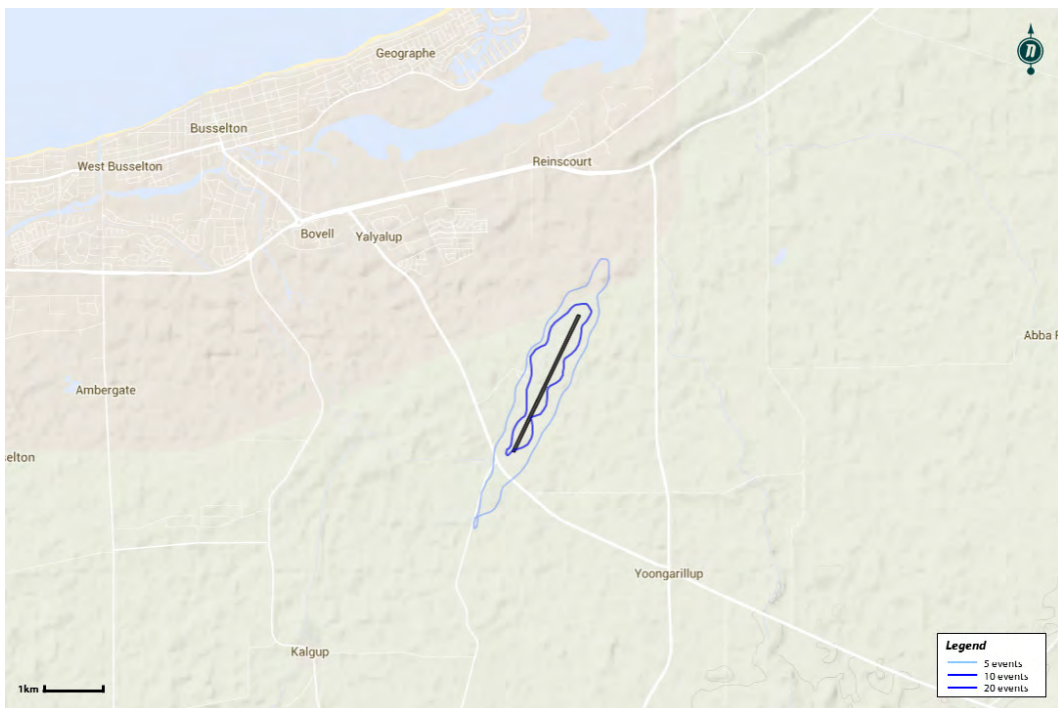 Geographe
Busselton
West Busselton
Reinscourt
Bovell
Yalyalup
Abba F
Ambergate
selton
Yoongarillup
Kalgup
1km
Legend
5 events
10 events
20 events